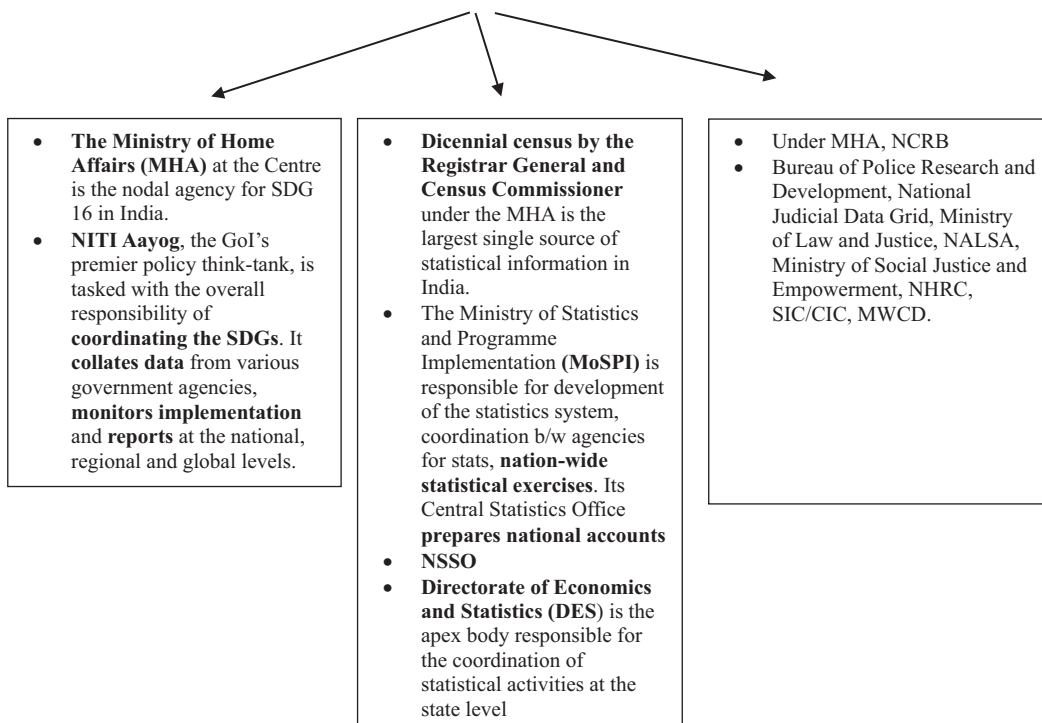 • The Ministry of Home
Affairs (MHA) at the Centre
is the nodal agency for SDG
16 in India.
• NITI Aayog, the GoI’s
premier policy think-tank, is
tasked with the overall
responsibility of
coordinating the SDGs. It
collates data from various
government agencies,
monitors implementation
and reports at the national,
regional and global levels.
• Dicennial census by the
Registrar General and
Census Commissioner
under the MHA is the
largest single source of
statistical information in
India.
• The Ministry of Statistics
and Programme
Implementation (MoSPI) is
responsible for development
of the statistics system,
coordination b/w agencies
for stats, nation-wide
statistical exercises. Its
Central Statistics Office
prepares national accounts
• NSSO
• Directorate of Economics
and Statistics (DES) is the
apex body responsible for
the coordination of
statistical activities at the
state level
• Under MHA, NCRB
• Bureau of Police Research and
Development, National
Judicial Data Grid, Ministry
of Law and Justice, NALSA,
Ministry of Social Justice and
Empowerment, NHRC,
SIC/CIC, MWCD.